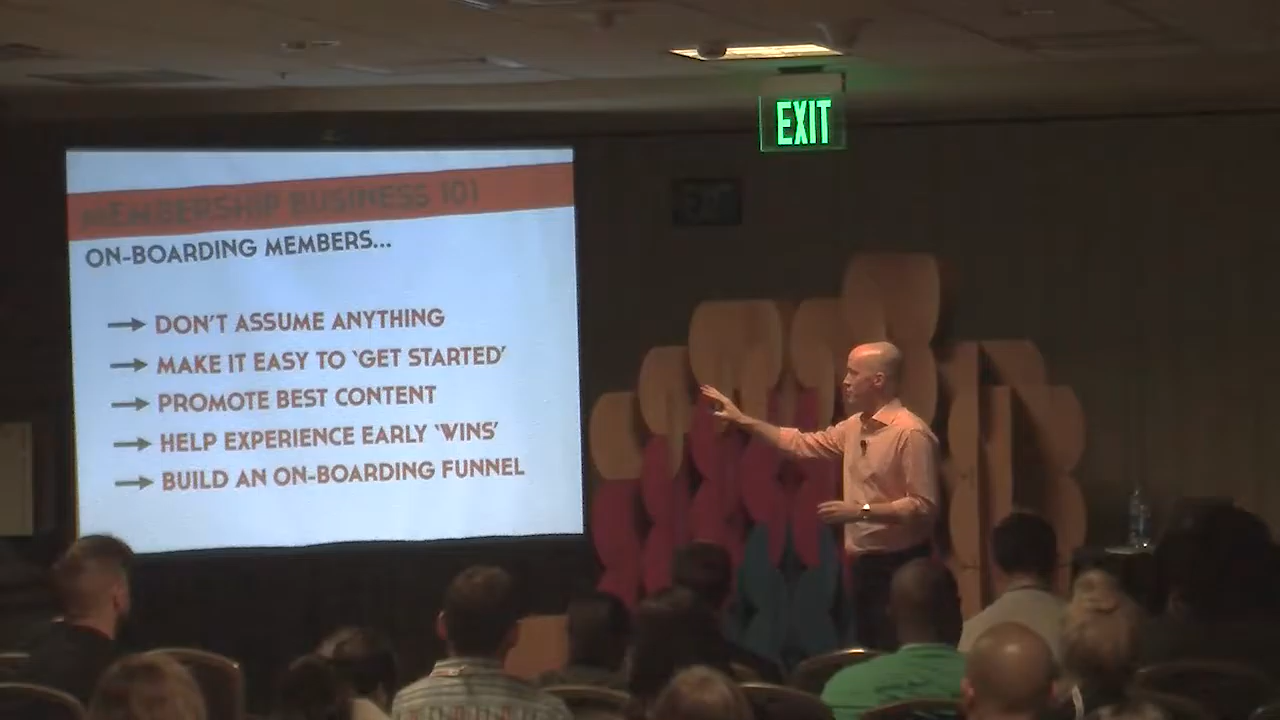 EXIT
MEMBERSHIP BUSINESS 101
ON-BOARDING MEMBERS...
→ DON'T ASSUME ANYTHING
→ MAKE IT EASY TO 'GET STARTED'
→ PROMOTE BEST CONTENT
→ HELP EXPERIENCE EARLY 'WINS'
→ BUILD AN ON-BOARDING FUNNEL